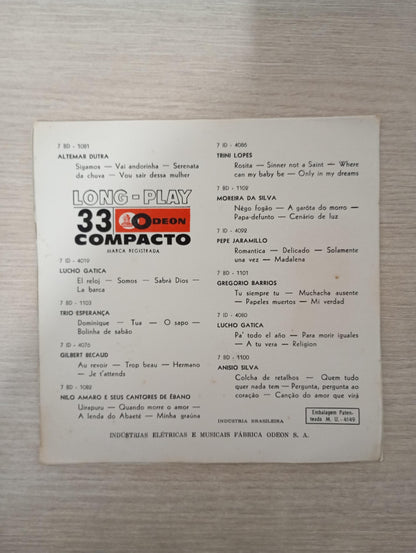 7 BD - 1081
ALTEMAR DUTRA
Sigamos — Vai andorinha — Serenata
da chuva — Vou sair dessa mulher
LONG-PLAY
33 ODEON
COMPACTO
MARCA REGISTRADA
7 ID - 4019
LUCHO GATICA
El reloj — Somos — Sabrá Dios —
La barca
7 BD - 1103
TRIO ESPERANÇA
Dominique — Tua — O sapo —
Bolinha de sabão
7 ID - 4076
GILBERT BECAUD
Au revoir — Trop beau — Hermano
— Je t'attends
7 BD - 1082
NILO AMARO E SEUS CANTORES DE ÉBANO
Uirapuru — Quando morre o amor —
A lenda do Abaeté — Minha graúna
7 ID - 4086
TRINI LOPES
Rosita — Sinner not a Saint — Where
can my baby be — Only in my dreams
7 BD - 1102
MOREIRA DA SILVA
Nêgo fogão — A garôta do morro —
Papa-defunto — Cenário de luz
7 ID - 4092
PEPE JARAMILLO
Romantica — Delicado — Solamente
una vez — Madalena
7 BD - 1101
GREGORIO BARRIOS
Tu siempre tu — Muchacha ausente
— Papeles muertos — Mi verdad
7 ID - 4060
LUCHO GATICA
Pa' todo el año — Para morir iguales
— A tu vera — Religion
7 BD - 1100
ANISIO SILVA
Colcha de retalhos — Quem tudo
quer nada tem — Pergunta, pergunta ao
coração — Canção do amor que virá
INDÚSTRIA BRASILEIRA
Embalagem Paten-
teada M. U. - 4149
INDÚSTRIAS ELÉTRICAS E MUSICAIS FÁBRICA ODEON S. A.